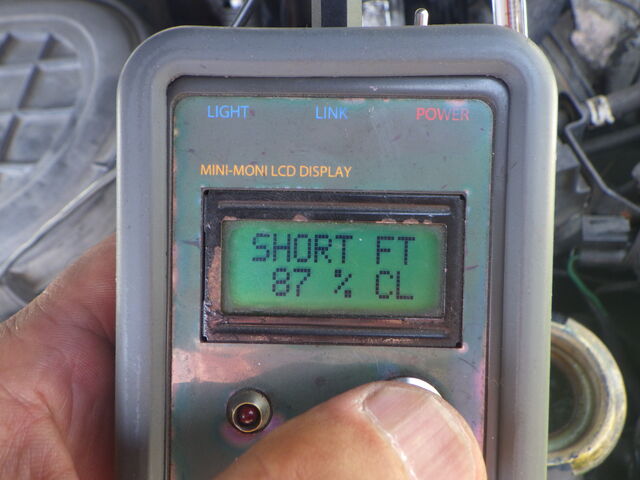 LIGHT LINK POWER
MINI-MONI LCD DISPLAY
SHORT FT
87 % CL